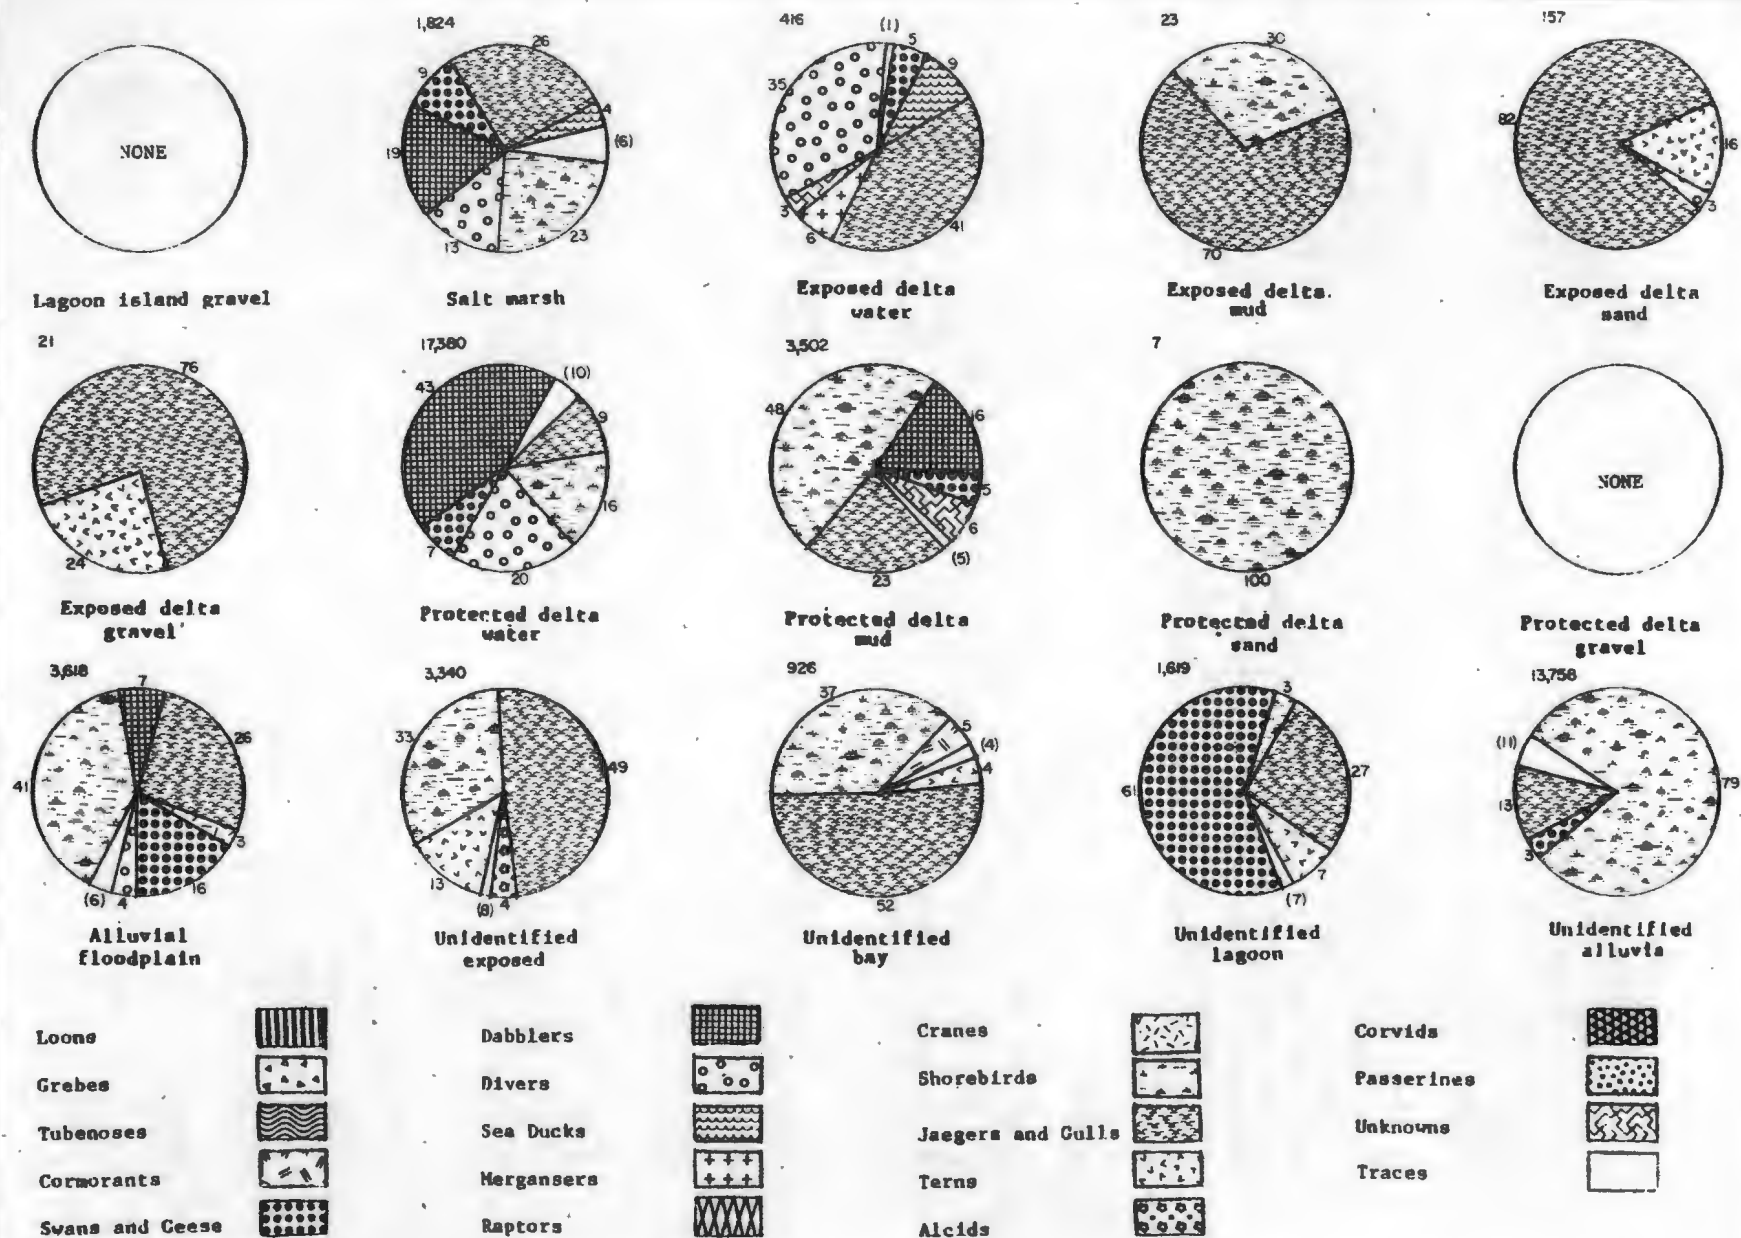 NONE
Lagoon island gravel
1,824
26
4
(6)
23
13
19
9
Salt marsh
416
(1)
5
9
41
6
3
35
Exposed delta
water
23
30
70
Exposed delta.
mud
157
82
16
3
Exposed delta
sand
21
76
24
Exposed delta
gravel
17,380
43
(10)
9
16
20
7
Protected delta
water
3,502
48
16
5
6
(5)
23
Protected delta
mud
7
100
Protected delta
sand
NONE
Protected delta
gravel
3,618
7
26
3
16
4
(6)
41
Alluvial
floodplain
3,340
33
49
4
(8)
13
Unidentified
exposed
926
37
5
(4)
4
52
Unidentified
bay
1,619
3
27
7
(7)
61
Unidentified
lagoon
13,758
(11)
79
3
13
Unidentified
alluvia
Loons
Grebes
Tubenoses
Cormorants
Swans and Geese
Dabblers
Divers
Sea Ducks
Mergansers
Raptors
Cranes
Shorebirds
Jaegers and Gulls
Terns
Alcids
Corvids
Passerines
Unknowns
Traces